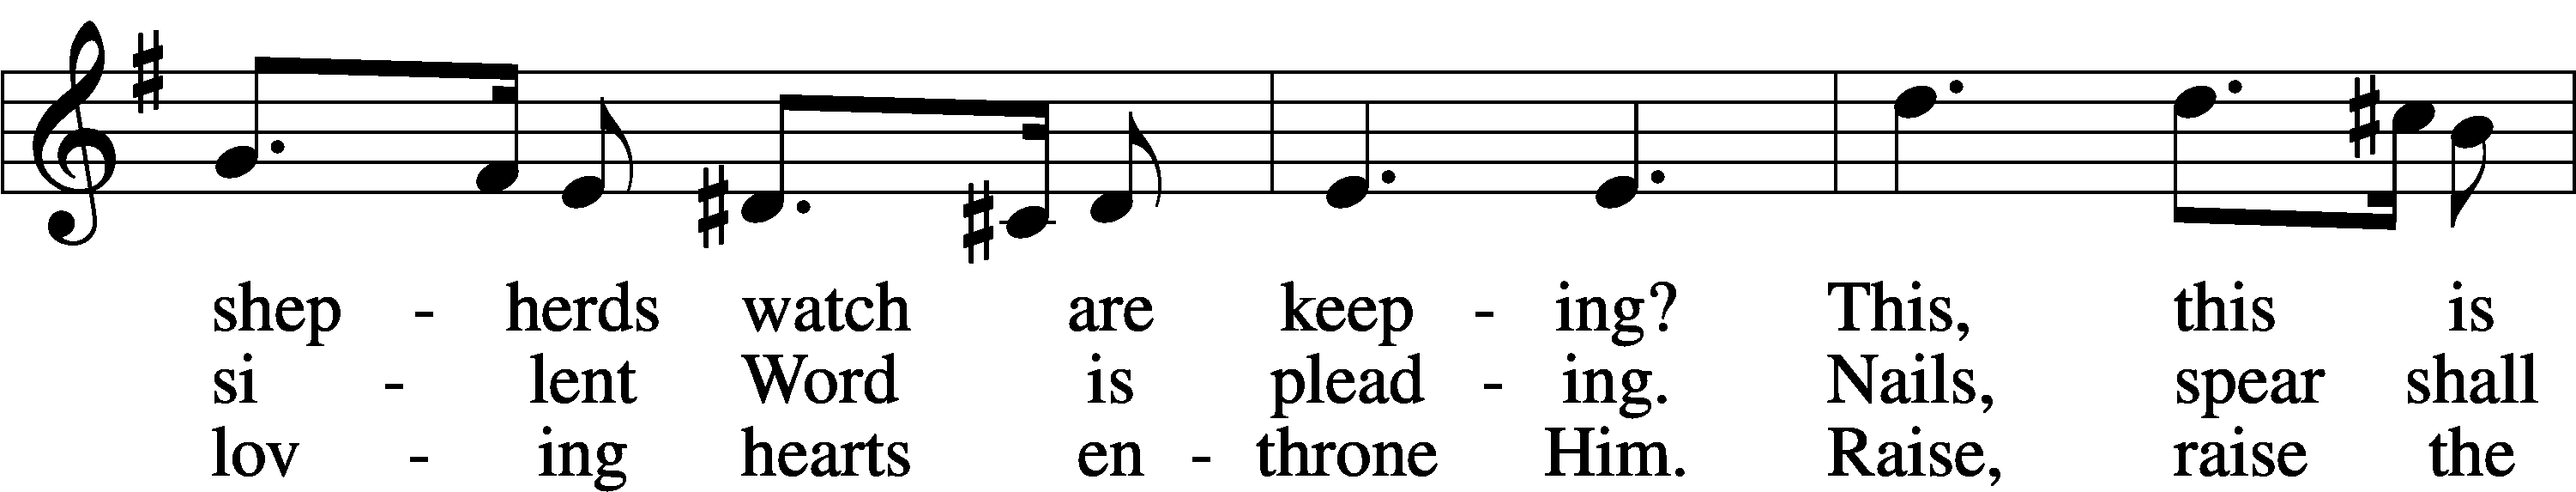 shep - herds watch are keep - ing? This, this is
si - lent Word is plead - ing. Nails, spear shall
lov - ing hearts en - throne Him. Raise, raise the